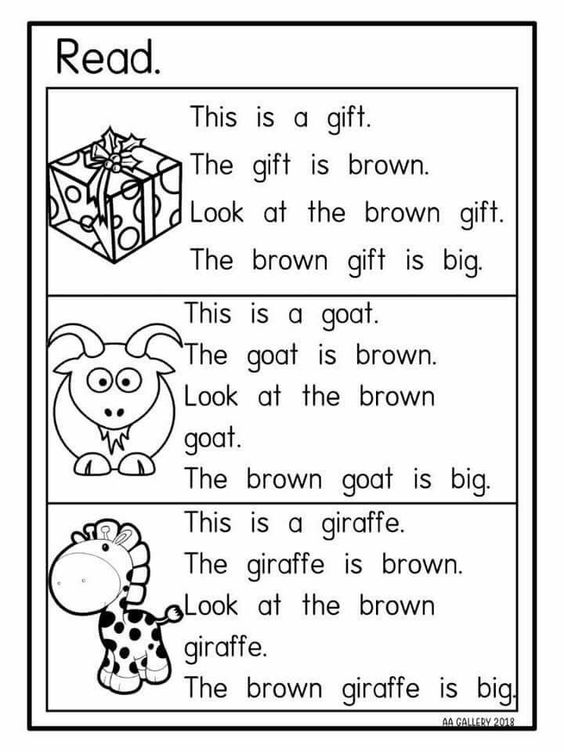 Read.
This is a gift.
The gift is brown.
Look at the brown gift.
The brown gift is big.
This is a goat.
The goat is brown.
Look at the brown
goat.
The brown goat is big.
This is a giraffe.
The giraffe is brown.
Look at the brown
giraffe.
The brown giraffe is big.
AA GALLERY 2018